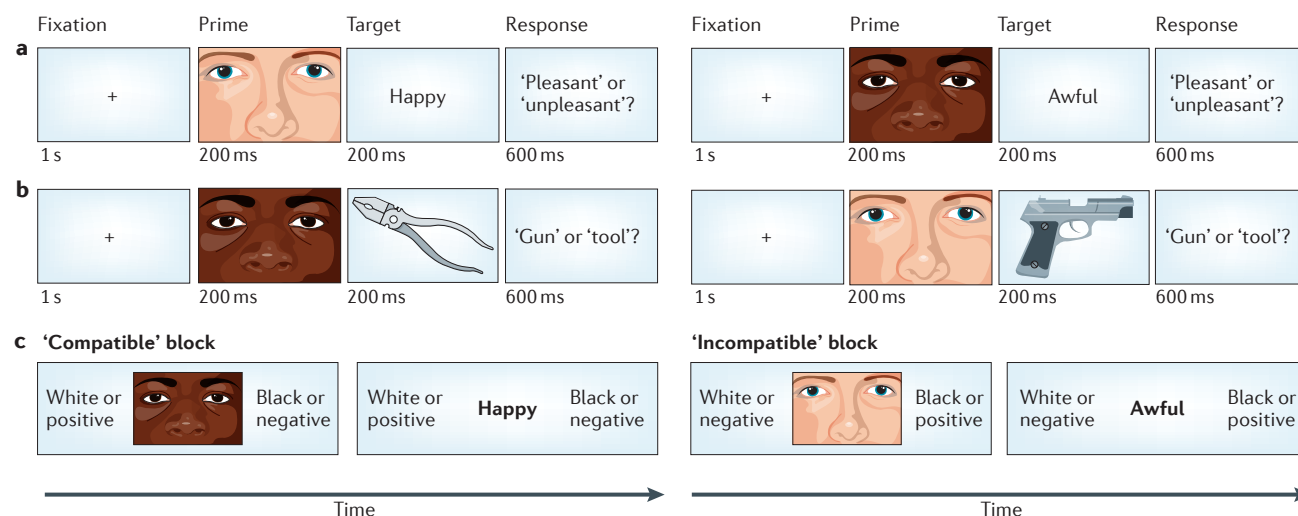 Fixation Prime Target Response Fixation Prime Target Response
a
+ Happy 'Pleasant' or 'unpleasant'? + Awful 'Pleasant' or 'unpleasant'?
1 s 200 ms 200 ms 600 ms 1 s 200 ms 200 ms 600 ms
b
+ 'Gun' or 'tool'? + 'Gun' or 'tool'?
1 s 200 ms 200 ms 600 ms 1 s 200 ms 200 ms 600 ms
c 'Compatible' block 'Incompatible' block
White or Black or White or Happy Black or White or Black or White or Awful Black or
positive negative positive negative negative positive negative positive
Time Time